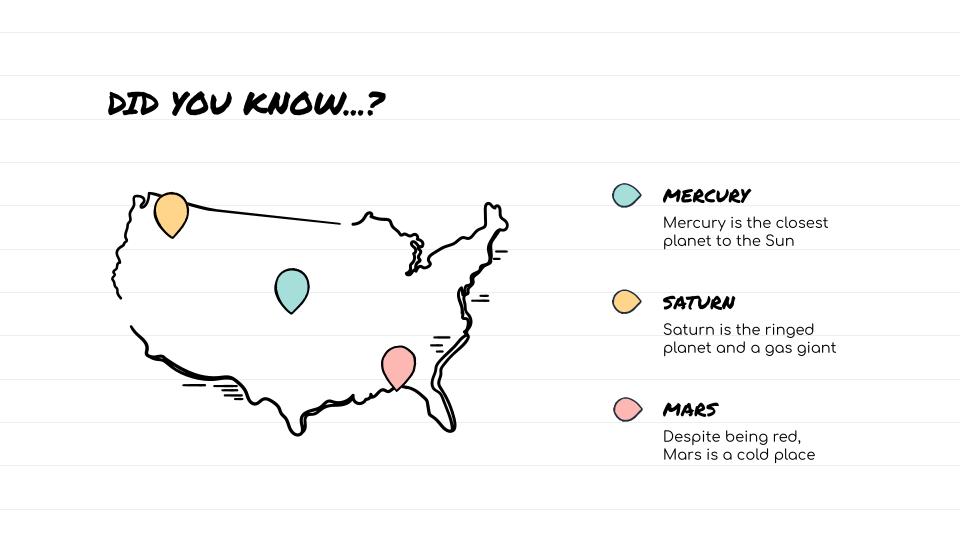 DID YOU KNOW...?
MERCURY
Mercury is the closest
planet to the Sun
SATURN
Saturn is the ringed
planet and a gas giant
MARS
Despite being red,
Mars is a cold place